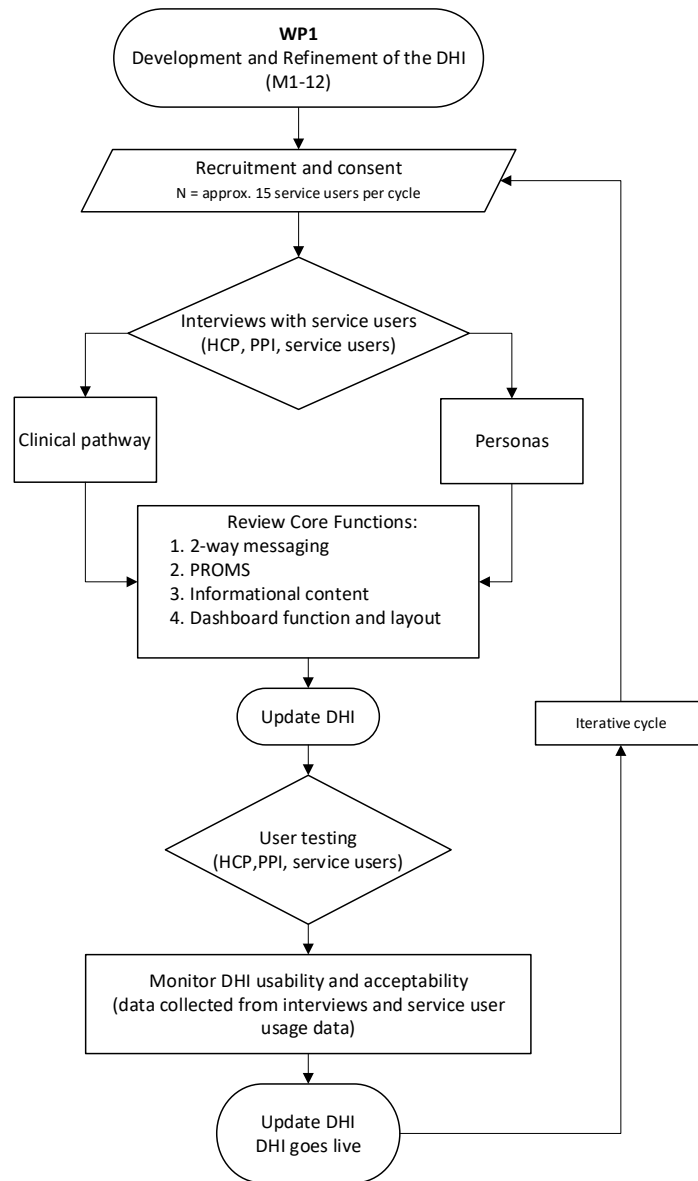 WP1
Development and Refinement of the DHI
(M1-12)
Recruitment and consent
N = approx. 15 service users per cycle
Interviews with service users
(HCP, PPI, service users)
Clinical pathway
Personas
Review Core Functions:
1. 2-way messaging
2. PROMS
3. Informational content
4. Dashboard function and layout
Update DHI
Iterative cycle
User testing
(HCP,PPI, service users)
Monitor DHI usability and acceptability
(data collected from interviews and service user
usage data)
Update DHI
DHI goes live